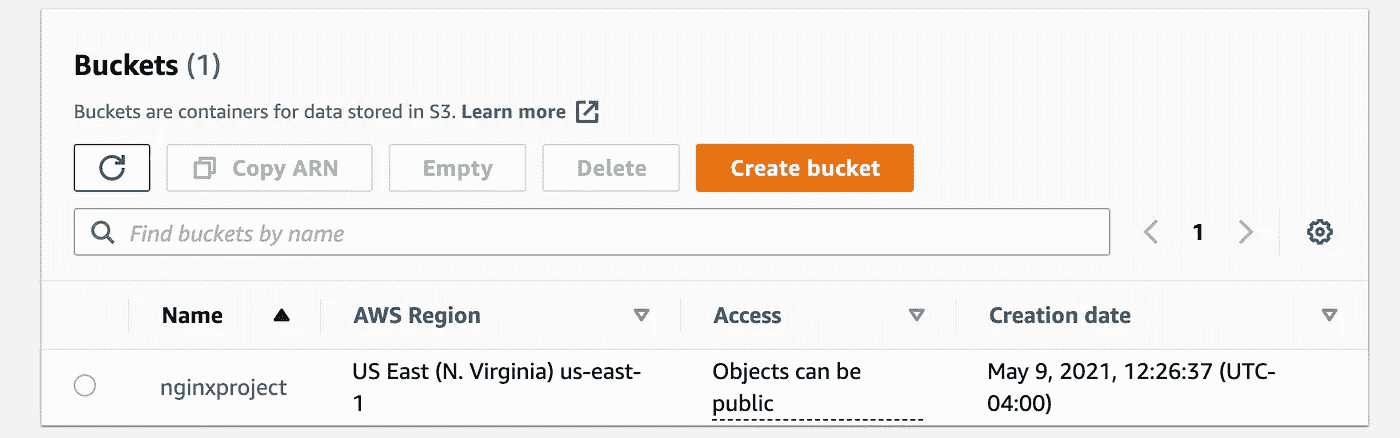 Buckets (1)
Buckets are containers for data stored in S3. Learn more
Copy ARN Empty Delete Create bucket
Find buckets by name 1
Name AWS Region Access Creation date
nginxproject US East (N. Virginia) us-east- Objects can be May 9, 2021, 12:26:37 (UTC-
1 public 04:00)